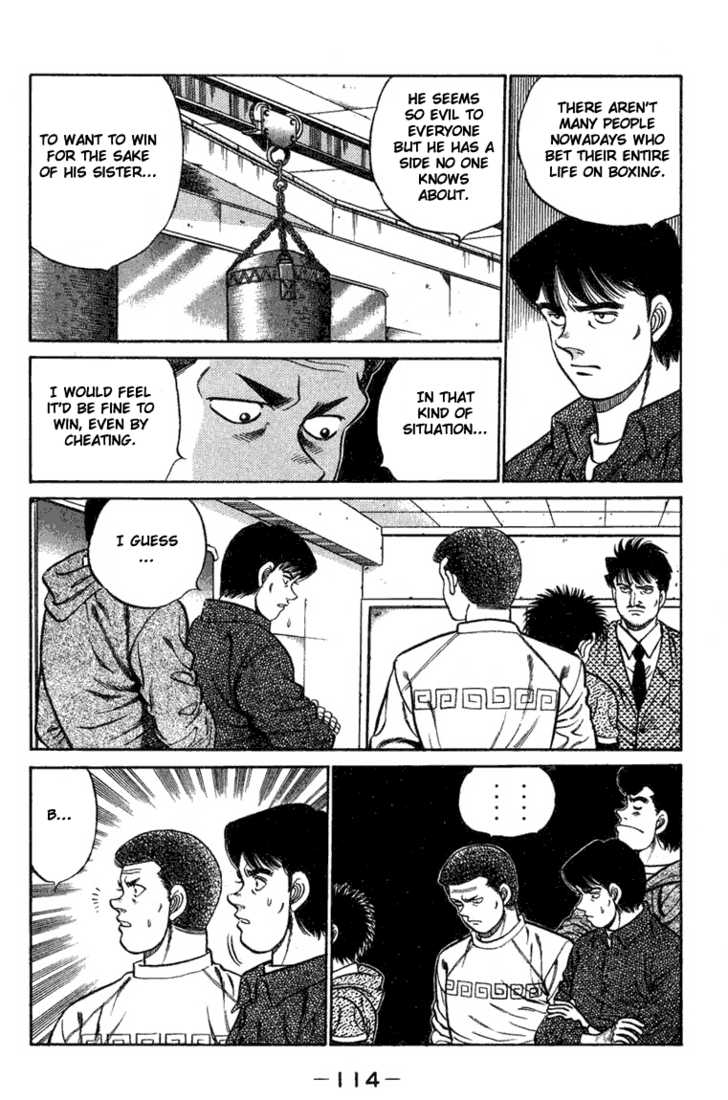 THERE AREN'T
MANY PEOPLE
NOWADAYS WHO
BET THEIR ENTIRE
LIFE ON BOXING.
HE SEEMS
SO EVIL TO
EVERYONE
BUT HE HAS A
SIDE NO ONE
KNOWS
ABOUT.
TO WANT TO WIN
FOR THE SAKE
OF HIS SISTER...
IN THAT
KIND OF
SITUATION...
I WOULD FEEL
IT'D BE FINE TO
WIN, EVEN BY
CHEATING.
I GUESS
...
. . . . . . . .
B...
-114-